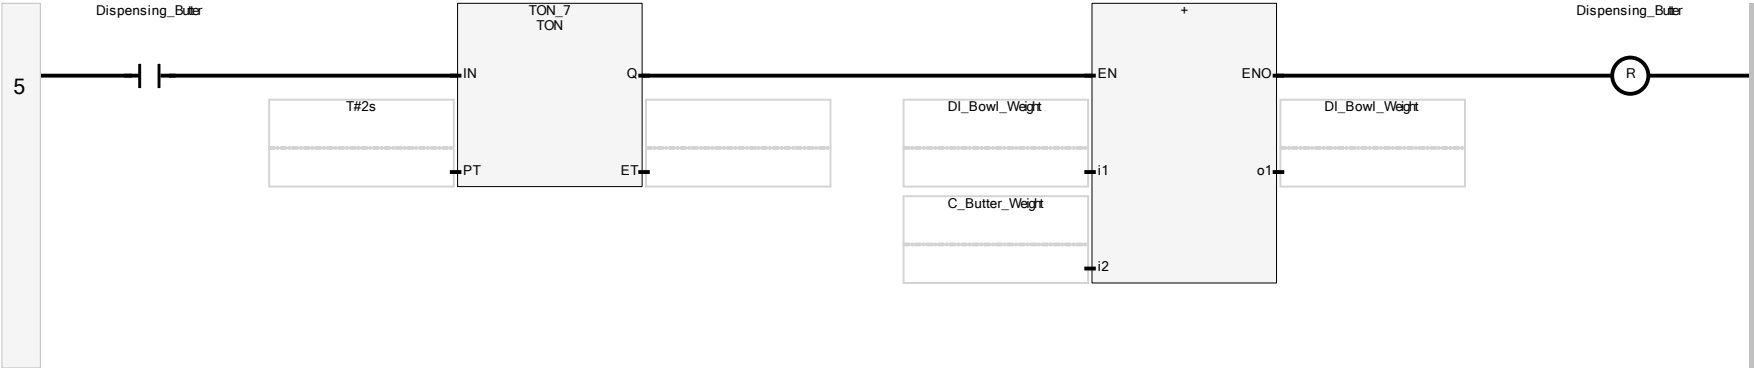 Dispensing_Butter
TON_7
TON
+
Dispensing_Butter
5
IN
Q
EN
ENO
R
T#2s
DI_Bowl_Weight
DI_Bowl_Weight
PT
ET
i1
o1
C_Butter_Weight
i2